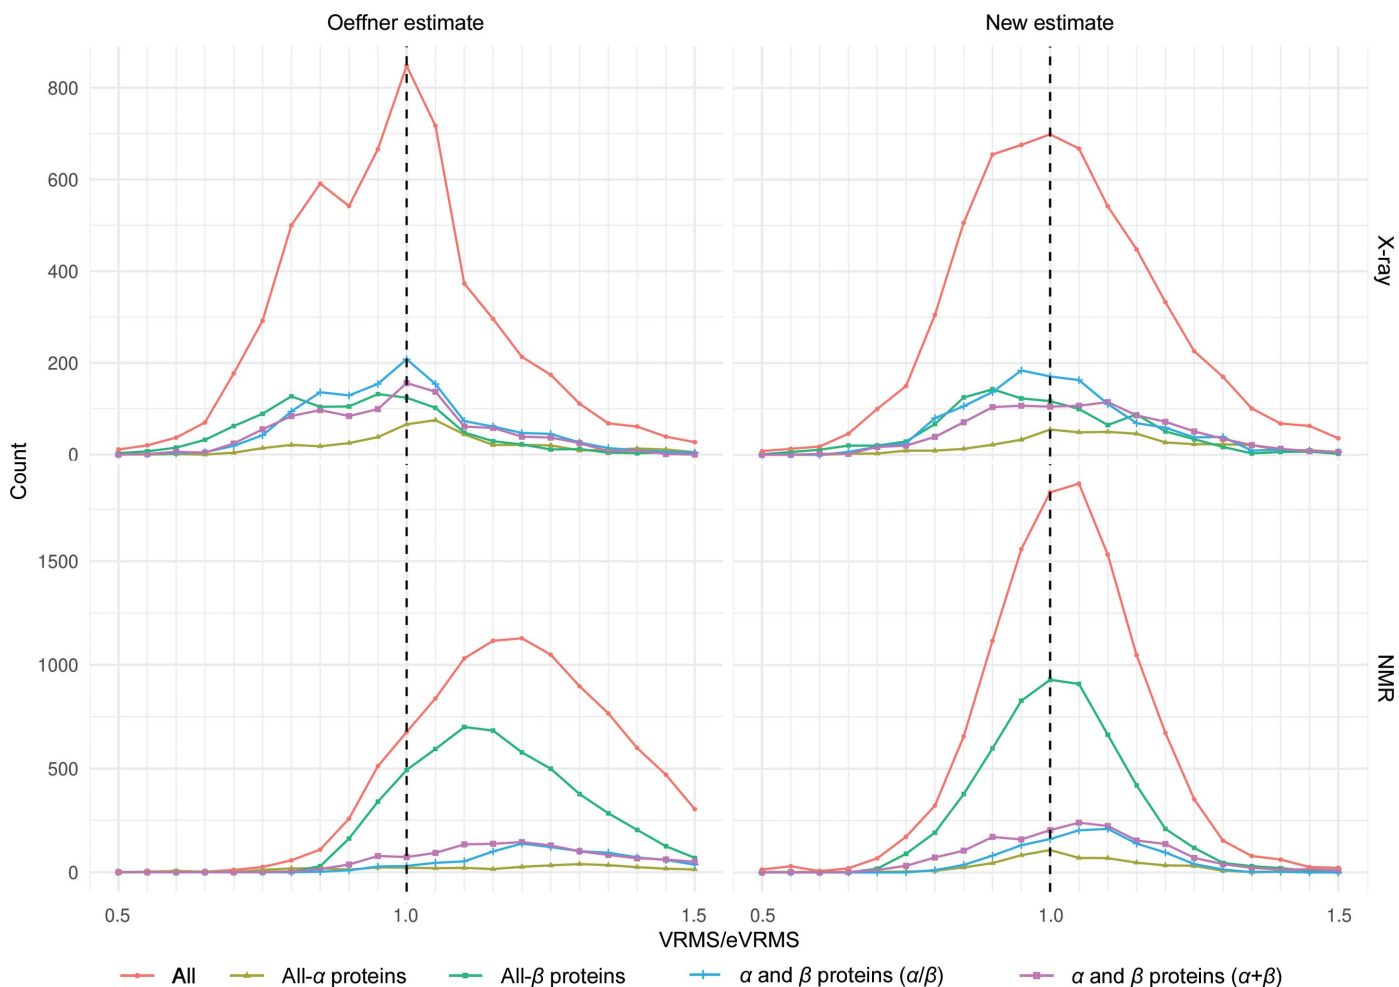 Oeffner estimate New estimate
800
600
400
200
0
X-ray
Count
1500
1000
500
0
NMR
0.5 1.0 1.5 0.5 1.0 1.5
VRMS/eVRMS
All All-α proteins All-β proteins α and β proteins (α/β) α and β proteins (α+β)